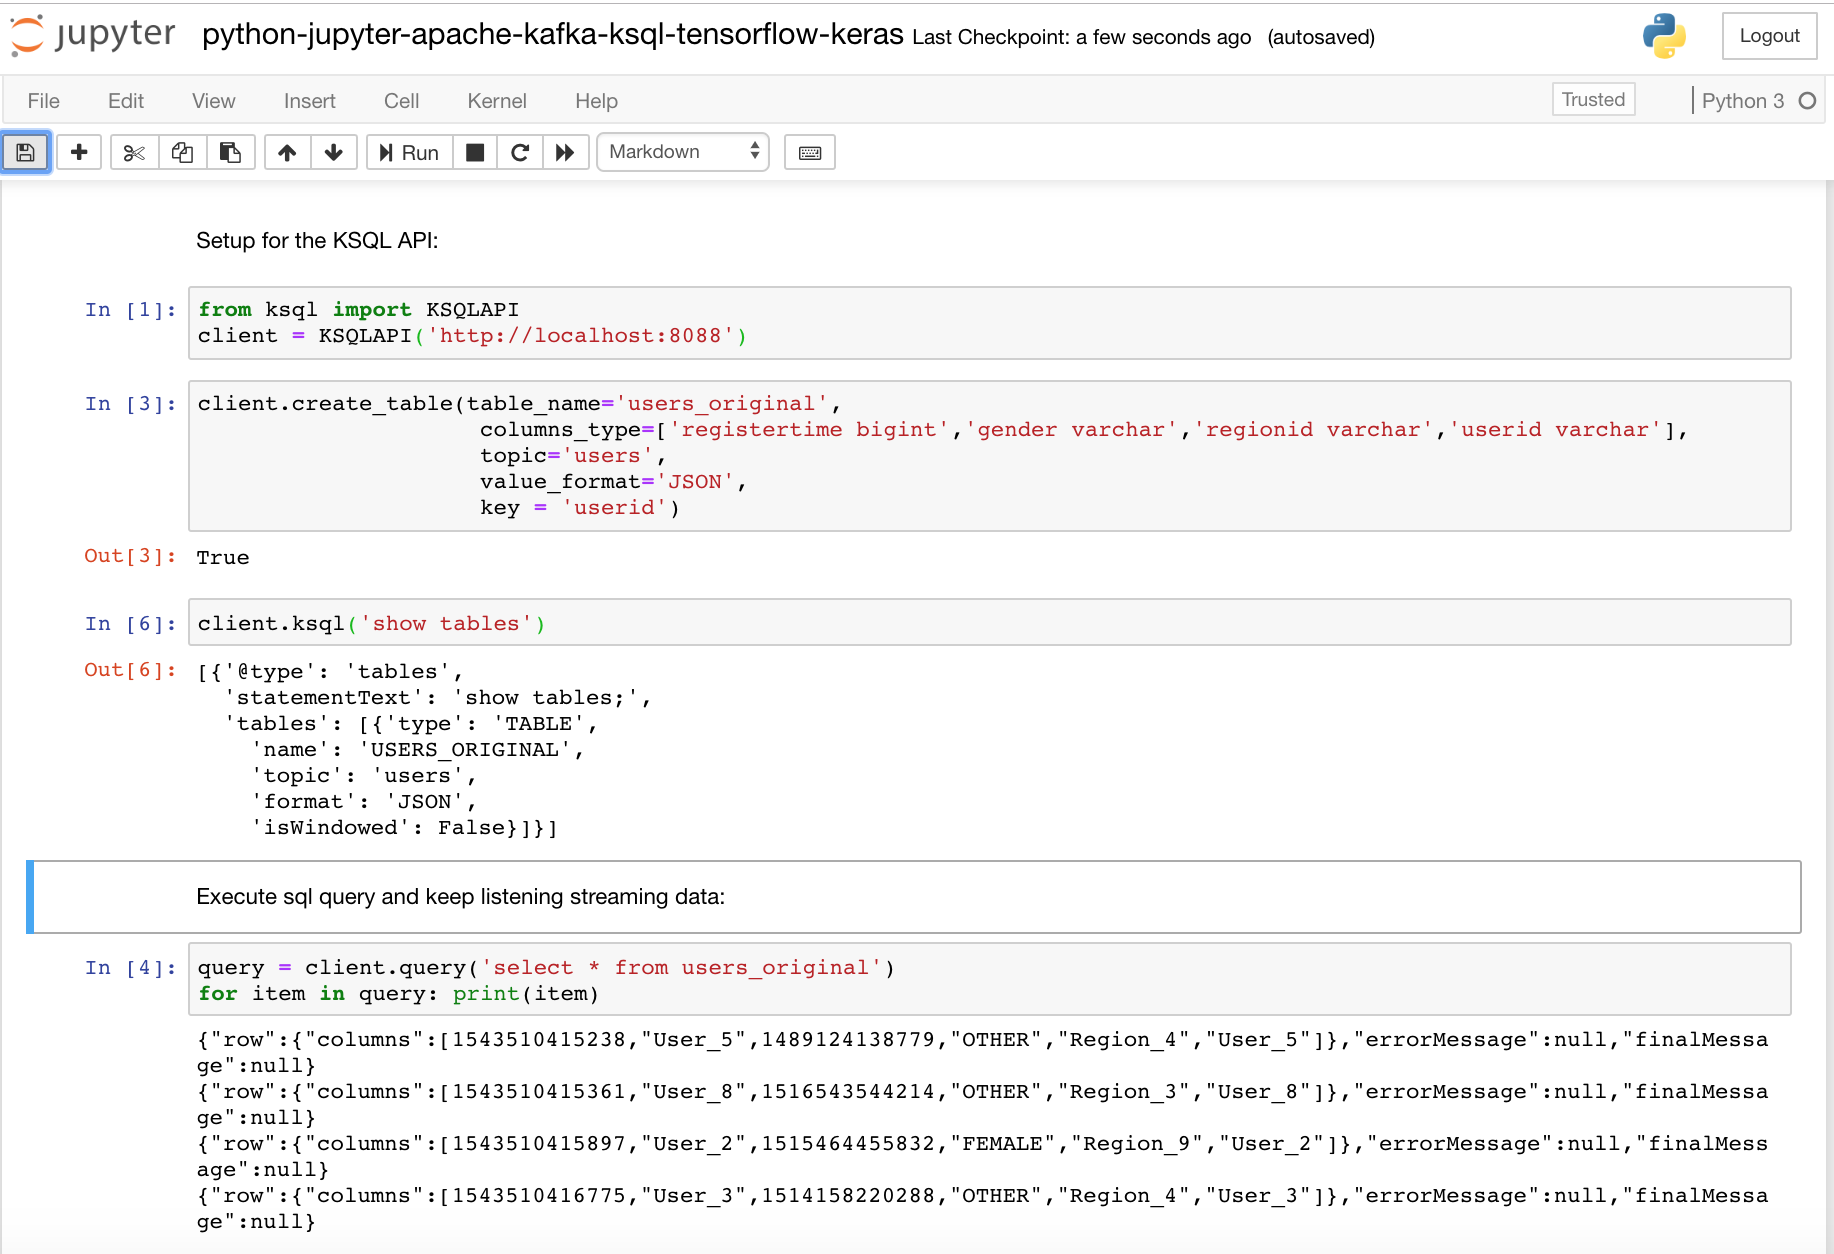 jupyter python-jupyter-apache-kafka-ksql-tensorflow-keras Last Checkpoint: a few seconds ago (autosaved) Logout
File Edit View Insert Cell Kernel Help Trusted Python 3
Run Markdown
Setup for the KSQL API:
In [1]: from ksql import KSQLAPI
client = KSQLAPI('http://localhost:8088')
In [3]: client.create_table(table_name='users_original',
columns_type=['registertime bigint','gender varchar','regionid varchar','userid varchar'],
topic='users',
value_format='JSON',
key = 'userid')
Out[3]: True
In [6]: client.ksql('show tables')
Out[6]: [{'@type': 'tables',
'statementText': 'show tables;',
'tables': [{'type': 'TABLE',
'name': 'USERS_ORIGINAL',
'topic': 'users',
'format': 'JSON',
'isWindowed': False}]}]
Execute sql query and keep listening streaming data:
In [4]: query = client.query('select * from users_original')
for item in query: print(item)
{"row":{"columns":[1543510415238,"User_5",1489124138779,"OTHER","Region_4","User_5"]},"errorMessage":null,"finalMessa
ge":null}
{"row":{"columns":[1543510415361,"User_8",1516543544214,"OTHER","Region_3","User_8"]},"errorMessage":null,"finalMessa
ge":null}
{"row":{"columns":[1543510415897,"User_2",1515464455832,"FEMALE","Region_9","User_2"]},"errorMessage":null,"finalMess
age":null}
{"row":{"columns":[1543510416775,"User_3",1514158220288,"OTHER","Region_4","User_3"]},"errorMessage":null,"finalMessa
ge":null}